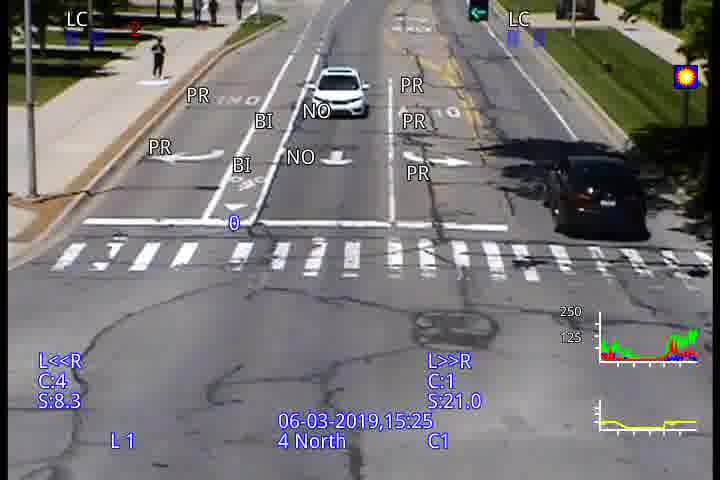 LC
2
LC
PR
NO
PR
BI
PR
PR
NO
BI
PR
0
250
125
L<<R
C:4
S:8.3
L>>R
C:1
S:21.0
06-03-2019,15:25
L 1
4 North
C1